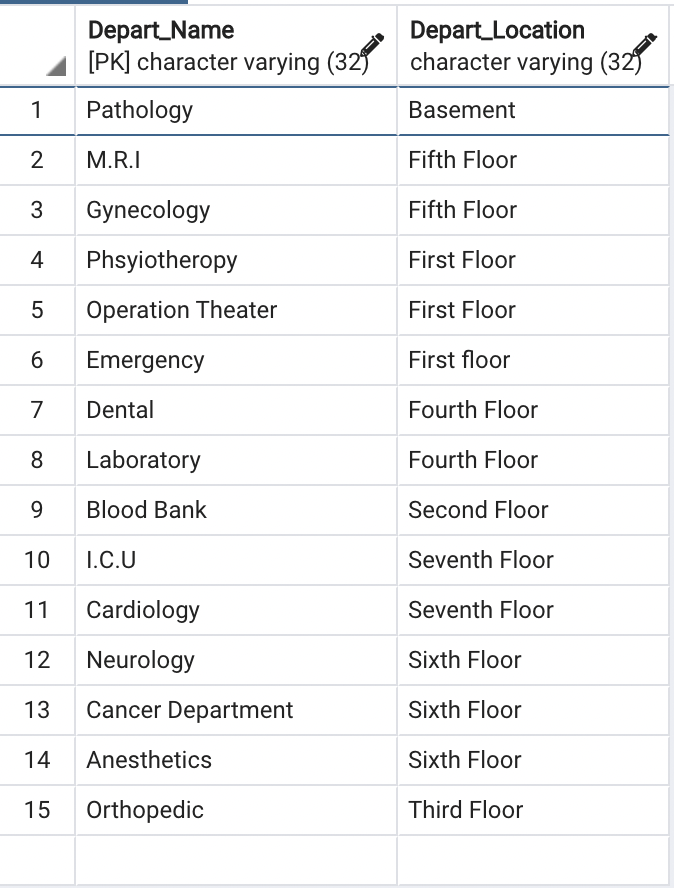 Depart_Name Depart_Location
[PK] character varying (32) character varying (32)
1 Pathology Basement
2 M.R.I Fifth Floor
3 Gynecology Fifth Floor
4 Phsyiotheropy First Floor
5 Operation Theater First Floor
6 Emergency First floor
7 Dental Fourth Floor
8 Laboratory Fourth Floor
9 Blood Bank Second Floor
10 I.C.U Seventh Floor
11 Cardiology Seventh Floor
12 Neurology Sixth Floor
13 Cancer Department Sixth Floor
14 Anesthetics Sixth Floor
15 Orthopedic Third Floor